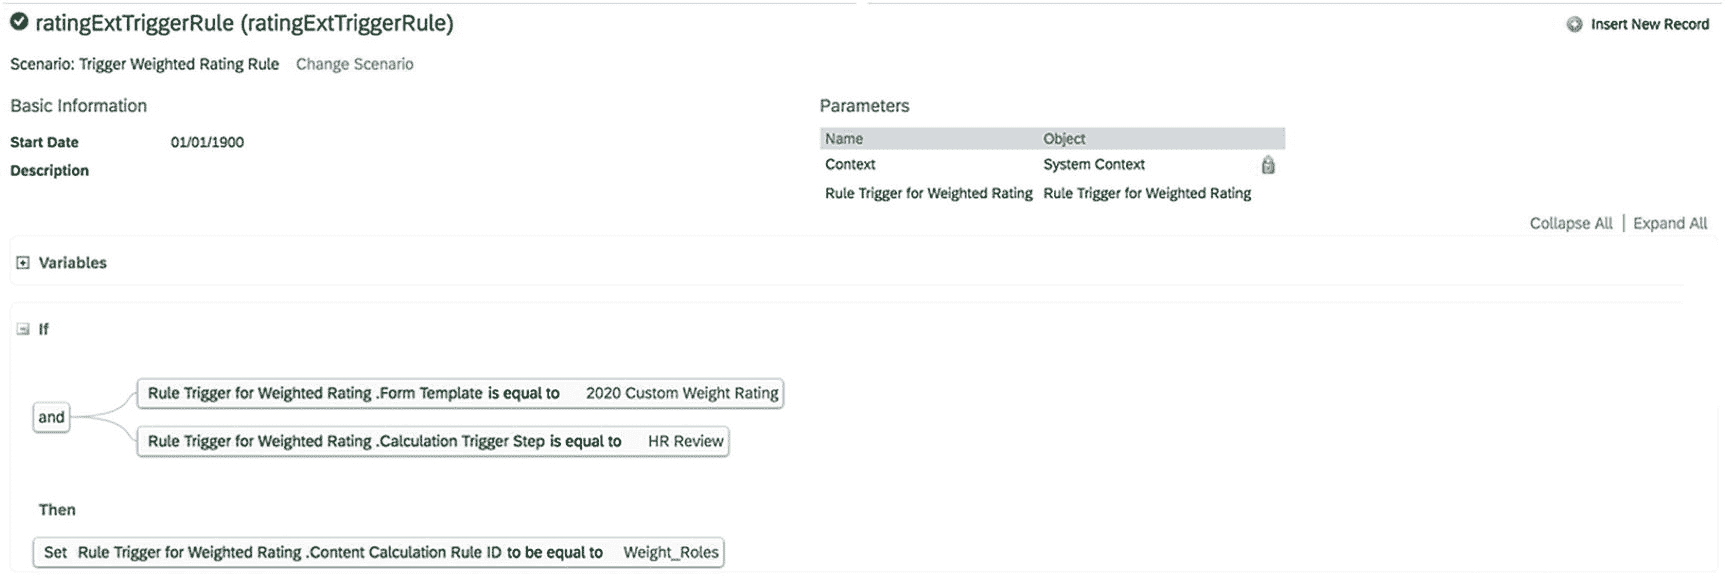 ratingExtTriggerRule (ratingExtTriggerRule)
Insert New Record
Scenario: Trigger Weighted Rating Rule Change Scenario
Basic Information
Start Date 01/01/1900
Description
Parameters
Name Object
Context System Context
Rule Trigger for Weighted Rating Rule Trigger for Weighted Rating
Collapse All | Expand All
Variables
If
and
Rule Trigger for Weighted Rating .Form Template is equal to 2020 Custom Weight Rating
Rule Trigger for Weighted Rating .Calculation Trigger Step is equal to HR Review
Then
Set Rule Trigger for Weighted Rating .Content Calculation Rule ID to be equal to Weight_Roles